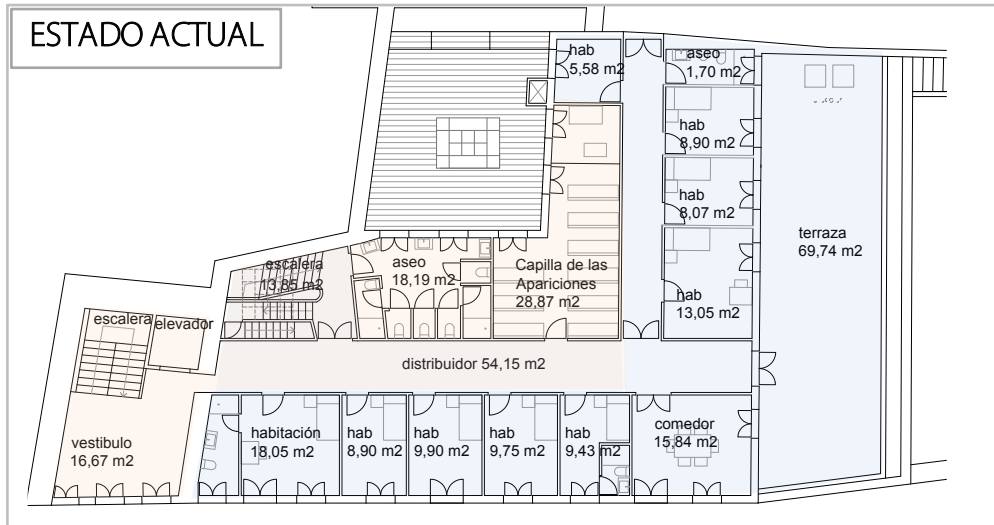 ESTADO ACTUAL
hab
5,58 m2
aseo
1,70 m2
hab
8,90 m2
hab
8,07 m2
terraza
69,74 m2
escalera
13,85 m2
aseo
18,19 m2
Capilla de las
Apariciones
28,87 m2
hab
13,05 m2
escalera
elevador
distribuidor 54,15 m2
vestibulo
16,67 m2
habitación
18,05 m2
hab
8,90 m2
hab
9,90 m2
hab
9,75 m2
hab
9,43 m2
comedor
15,84 m2